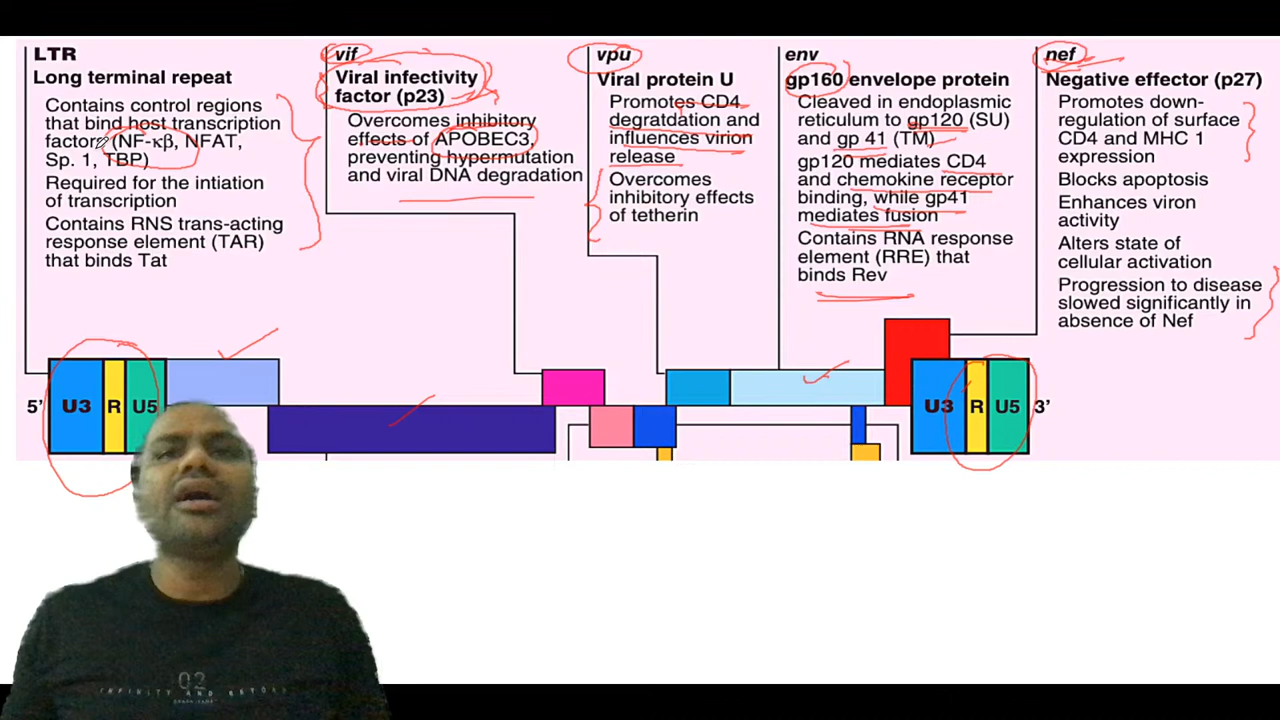 LTR
Long terminal repeat
Contains control regions
that bind host transcription
factors (NF-κβ, NFAT,
Sp. 1, TBP)
Required for the intiation
of transcription
Contains RNS trans-acting
response element (TAR)
that binds Tat
vif
Viral infectivity
factor (p23)
Overcomes inhibitory
effects of APOBEC3,
preventing hypermutation
and viral DNA degradation
vpu
Viral protein U
Promotes CD4
degratdation and
influences virion
release
Overcomes
inhibitory effects
of tetherin
env
gp160 envelope protein
Cleaved in endoplasmic
reticulum to gp120 (SU)
and gp 41 (TM)
gp120 mediates CD4
and chemokine receptor
binding, while gp41
mediates fusion
Contains RNA response
element (RRE) that
binds Rev
nef
Negative effector (p27)
Promotes down-
regulation of surface
CD4 and MHC 1
expression
Blocks apoptosis
Enhances viron
activity
Alters state of
cellular activation
Progression to disease
slowed significantly in
absence of Nef
5' U3 R U5 U3 R U5 3'
02
INFINITY AND BEYOND